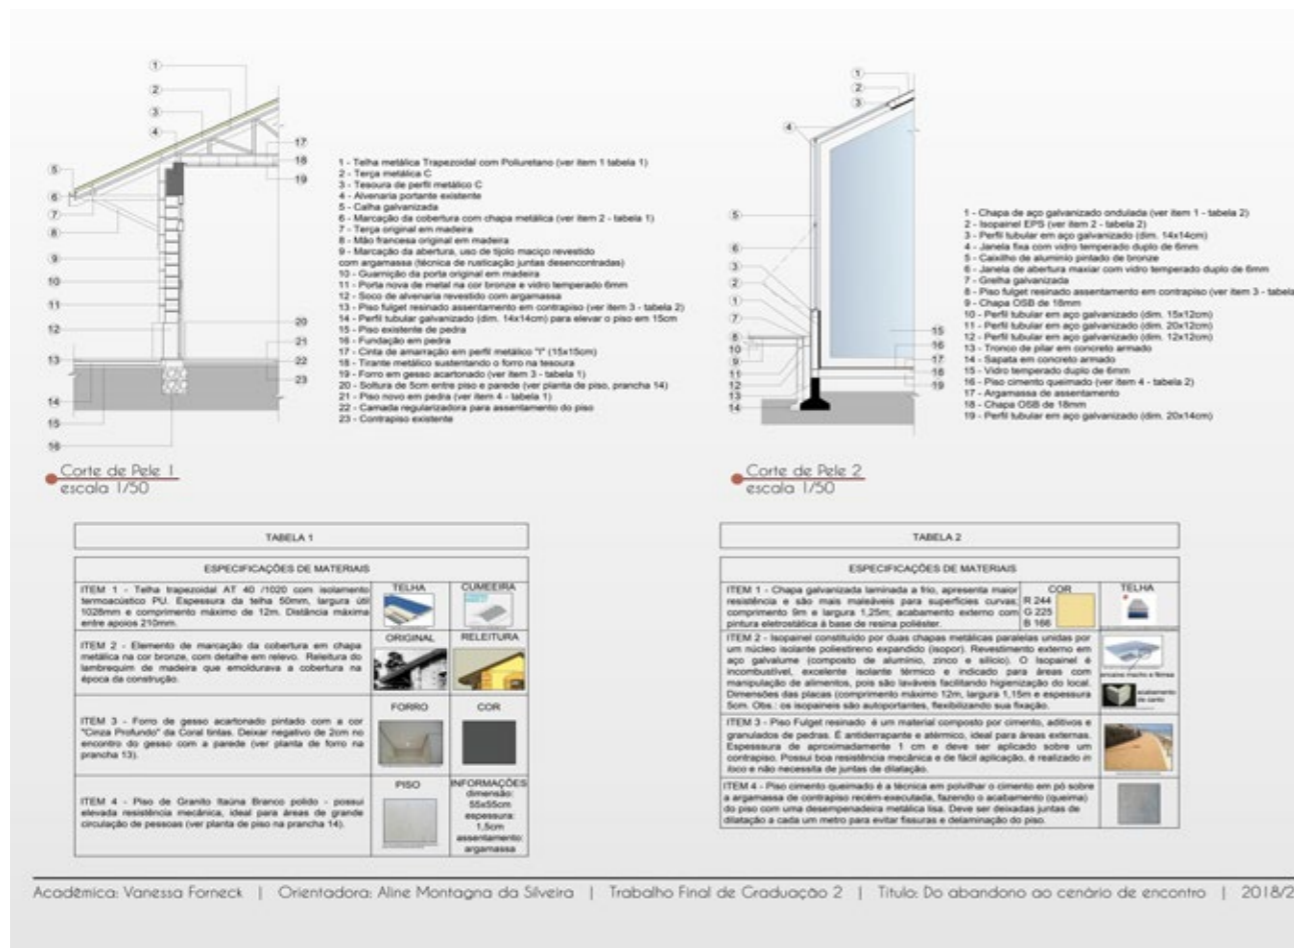 1 - Telha metálica Trapezoidal com Poliuretano (ver item 1 tabela 1)
2 - Terça metálica C
3 - Tesoura de perfil metálico C
4 - Alvenaria portante existente
5 - Calha galvanizada
6 - Marcação da cobertura com chapa metálica (ver item 2 - tabela 1)
7 - Terça original em madeira
8 - Mão francesa original em madeira
9 - Marcação da abertura, uso de tijolo maciço revestido
com argamassa (técnica de rusticação juntas desencontradas)
10 - Guarnição da porta original em madeira
11 - Porta nova de metal na cor bronze e vidro temperado 6mm
12 - Soco de alvenaria revestido com argamassa
13 - Piso fulget resinado assentamento em contrapiso (ver item 3 - tabela 2)
14 - Perfil tubular galvanizado (dim. 14x14cm) para elevar o piso em 15cm
15 - Piso existente de pedra
16 - Fundação em pedra
17 - Cinta de amarração em perfil metálico "I" (15x15cm)
18 - Tirante metálico sustentando o forro na tesoura
19 - Forro em gesso acartonado (ver item 3 - tabela 1)
20 - Soltura de 5cm entre piso e parede (ver planta de piso, prancha 14)
21 - Piso novo em pedra (ver item 4 - tabela 1)
22 - Camada regularizadora para assentamento do piso
23 - Contrapiso existente
Corte de Pele 1
escala 1/50
1 - Chapa de aço galvanizado ondulada (ver item 1 - tabela 2)
2 - Isopainel EPS (ver item 2 - tabela 2)
3 - Perfil tubular em aço galvanizado (dim. 14x14cm)
4 - Janela fixa com vidro temperado duplo de 6mm
5 - Caixilho de alumínio pintado de bronze
6 - Janela de abertura maxiar com vidro temperado duplo de 6mm
7 - Grelha galvanizada
8 - Piso fulget resinado assentamento em contrapiso (ver item 3 - tabela
9 - Chapa OSB de 18mm
10 - Perfil tubular em aço galvanizado (dim. 15x12cm)
11 - Perfil tubular em aço galvanizado (dim. 20x12cm)
12 - Perfil tubular em aço galvanizado (dim. 12x12cm)
13 - Tronco de pilar em concreto armado
14 - Sapata em concreto armado
15 - Vidro temperado duplo de 6mm
16 - Piso cimento queimado (ver item 4 - tabela 2)
17 - Argamassa de assentamento
18 - Chapa OSB de 18mm
19 - Perfil tubular em aço galvanizado (dim. 20x14cm)
Corte de Pele 2
escala 1/50
TABELA 1
ESPECIFICAÇÕES DE MATERIAIS
ITEM 1 - Telha trapezoidal AT 40 /1020 com isolamento
termoacústico PU. Espessura da telha 50mm, largura útil
1028mm e comprimento máximo de 12m. Distância máxima
entre apoios 210mm.
TELHA
CUMEEIRA
ITEM 2 - Elemento de marcação da cobertura em chapa
metálica na cor bronze, com detalhe em relevo. Releitura do
lambrequim de madeira que emoldurava a cobertura na
época da construção.
ORIGINAL
RELEITURA
ITEM 3 - Forro de gesso acartonado pintado com a cor
"Cinza Profundo" da Coral tintas. Deixar negativo de 2cm no
encontro do gesso com a parede (ver planta de forro na
prancha 13).
FORRO
COR
ITEM 4 - Piso de Granito Itaúna Branco polido - possui
elevada resistência mecânica, ideal para áreas de grande
circulação de pessoas (ver planta de piso na prancha 14).
PISO
INFORMAÇÕES
dimensão:
55x55cm
espessura:
1,5cm
assentamento:
argamassa
TABELA 2
ESPECIFICAÇÕES DE MATERIAIS
ITEM 1 - Chapa galvanizada laminada a frio, apresenta maior
resistência e são mais maleáveis para superfícies curvas;
comprimento 9m e largura 1,25m; acabamento externo com
pintura eletrostática à base de resina poliéster.
COR
R 244
G 225
B 166
TELHA
ITEM 2 - Isopainel constituído por duas chapas metálicas paralelas unidas por
um núcleo isolante poliestireno expandido (isopor). Revestimento externo em
aço galvalume (composto de alumínio, zinco e silício). O Isopainel é
incombustível, excelente isolante térmico e indicado para áreas com
manipulação de alimentos, pois são laváveis facilitando higienização do local.
Dimensões das placas (comprimento máximo 12m, largura 1,15m e espessura
5cm. Obs.: os isopaineis são autoportantes, flexibilizando sua fixação.
encaixe macho e fêmea
acabamento
de canto
ITEM 3 - Piso Fulget resinado é um material composto por cimento, aditivos e
granulados de pedras. É antiderrapante e atérmico, ideal para áreas externas.
Espesssura de aproximadamente 1 cm e deve ser aplicado sobre um
contrapiso. Possui boa resistência mecânica e de fácil aplicação, é realizado in
loco e não necessita de juntas de dilatação.
ITEM 4 - Piso cimento queimado é a técnica em polvilhar o cimento em pó sobre
a argamassa de contrapiso recém-executada, fazendo o acabamento (queima)
do piso com uma desempenadeira metálica lisa. Deve ser deixadas juntas de
dilatação a cada um metro para evitar fissuras e delaminação do piso.
Acadêmica: Vanessa Forneck | Orientadora: Aline Montagna da Silveira | Trabalho Final de Graduação 2 | Título: Do abandono ao cenário de encontro | 2018/2